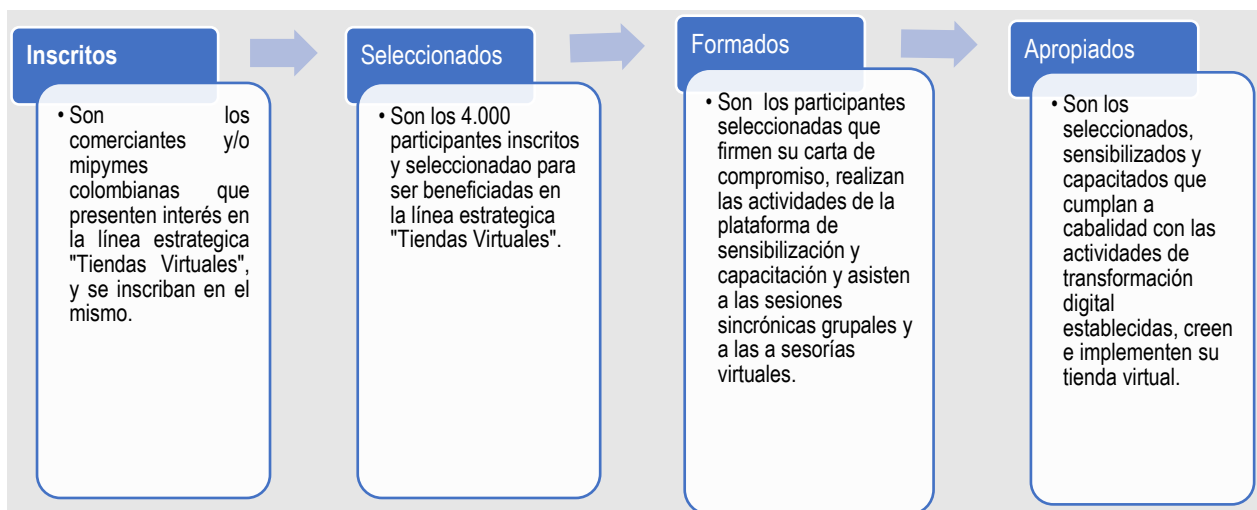 Inscritos
• Son los
comerciantes y/o
mipymes
colombianas que
presenten interés en
la línea estrategica
"Tiendas Virtuales",
y se inscriban en el
mismo.
Seleccionados
• Son los 4.000
participantes inscritos
y seleccionadao para
ser beneficiadas en
la línea estrategica
"Tiendas Virtuales".
Formados
• Son los participantes
seleccionadas que
firmen su carta de
compromiso, realizan
las actividades de la
plataforma de
sensibilización y
capacitación y asisten
a las sesiones
sincrónicas grupales y
a las a sesorías
virtuales.
Apropiados
• Son los
seleccionados,
sensibilizados y
capacitados que
cumplan a
cabalidad con las
actividades de
transformación
digital
establecidas, creen
e implementen su
tienda virtual.